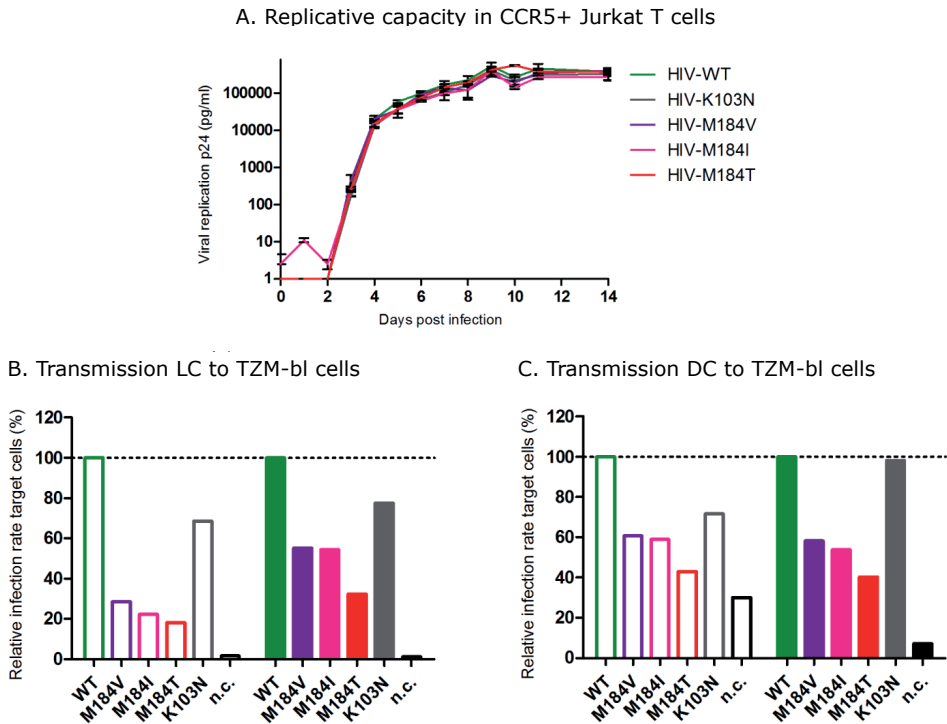 A. Replicative capacity in CCR5+ Jurkat T cells
Viral replication p24 (pg/ml)
100000
10000
1000
100
10
1
0 2 4 6 8 10 12 14
Days post infection
HIV-WT
HIV-K103N
HIV-M184V
HIV-M184I
HIV-M184T
B. Transmission LC to TZM-bl cells
Relative infection rate target cells (%)
120
100
80
60
40
20
0
WT M184V M184I M184T K103N n.c. WT M184V M184I M184T K103N n.c.
C. Transmission DC to TZM-bl cells
Relative infection rate target cells (%)
120
100
80
60
40
20
0
WT M184V M184I M184T K103N n.c. WT M184V M184I M184T K103N n.c.